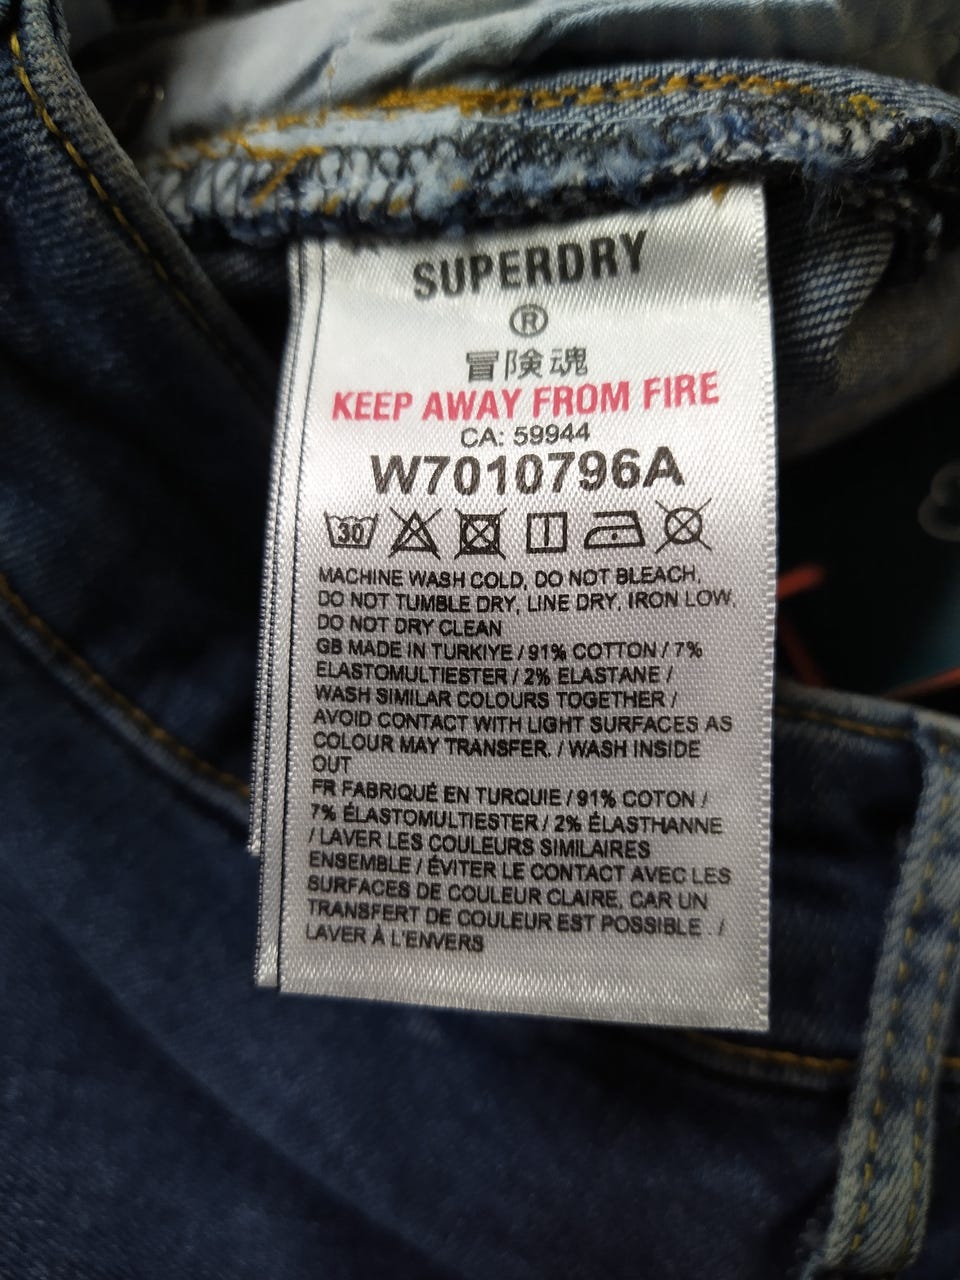 SUPERDRY
®
冒険魂
KEEP AWAY FROM FIRE
CA: 59944
W7010796A
30
MACHINE WASH COLD, DO NOT BLEACH,
DO NOT TUMBLE DRY, LINE DRY, IRON LOW,
DO NOT DRY CLEAN
GB MADE IN TURKIYE / 91% COTTON / 7%
ELASTOMULTIESTER / 2% ELASTANE /
WASH SIMILAR COLOURS TOGETHER /
AVOID CONTACT WITH LIGHT SURFACES AS
COLOUR MAY TRANSFER. / WASH INSIDE
OUT
FR FABRIQUÉ EN TURQUIE / 91% COTON /
7% ÉLASTOMULTIESTER / 2% ÉLASTHANNE
/ LAVER LES COULEURS SIMILAIRES
ENSEMBLE / ÉVITER LE CONTACT AVEC LES
SURFACES DE COULEUR CLAIRE, CAR UN
TRANSFERT DE COULEUR EST POSSIBLE . /
LAVER À L'ENVERS